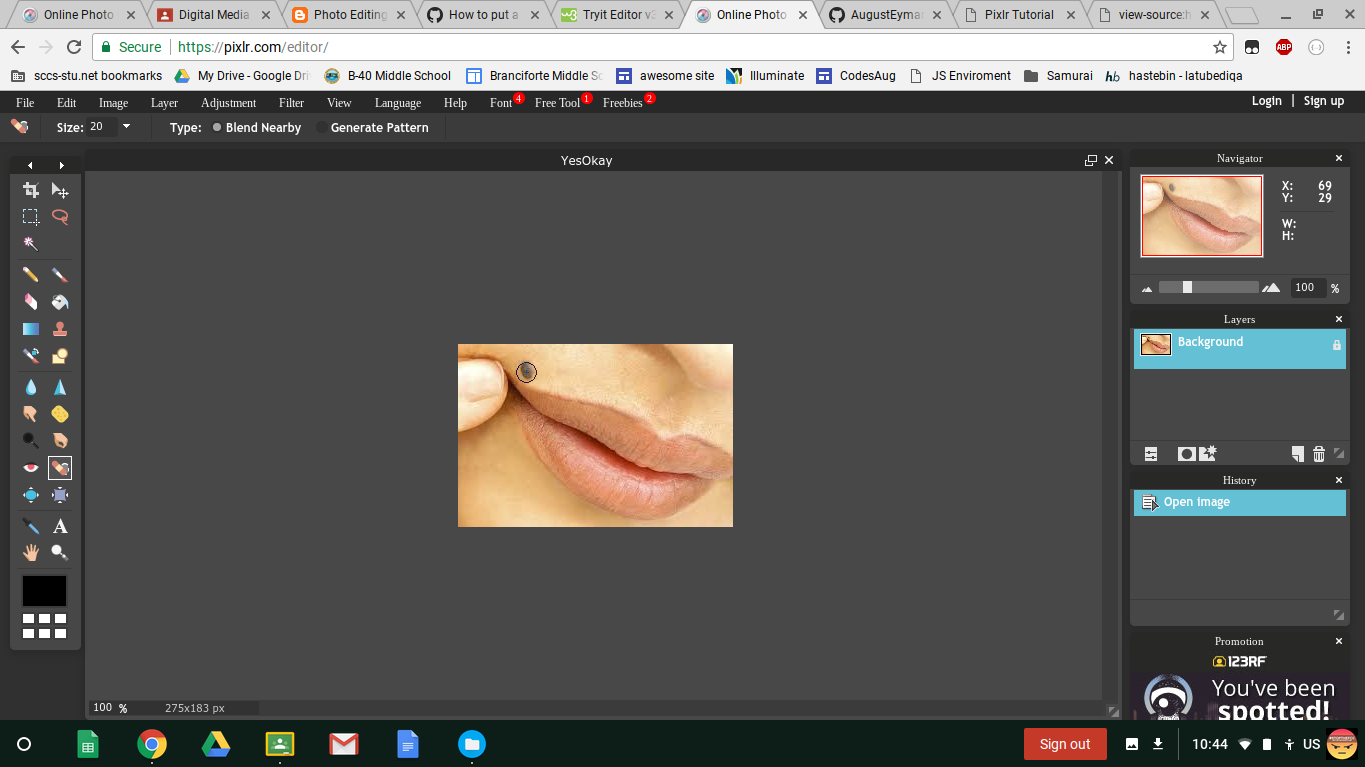 Online Photo
Digital Media
Photo Editing
How to put a
Tryit Editor v3
Online Photo
AugustEyma
Pixlr Tutorial
view-source:h
Secure
https://pixlr.com/editor/
ABP
sccs-stu.net bookmarks
My Drive - Google Dri
B-40 Middle School
Branciforte Middle Sc
awesome site
Illuminate
CodesAug
JS Enviroment
Samurai
hb hastebin - latubediqa
File Edit Image Layer Adjustment Filter View Language Help Font 4 Free Tool 1 Freebies 2
Login | Sign up
Size: 20
Type: Blend Nearby Generate Pattern
YesOkay
Navigator
X: 69
Y: 29
W:
H:
100 %
Layers
Background
History
Open image
Promotion
123RF
You've been
spotted!
A
100 % 275x183 px
Sign out
10:44
US